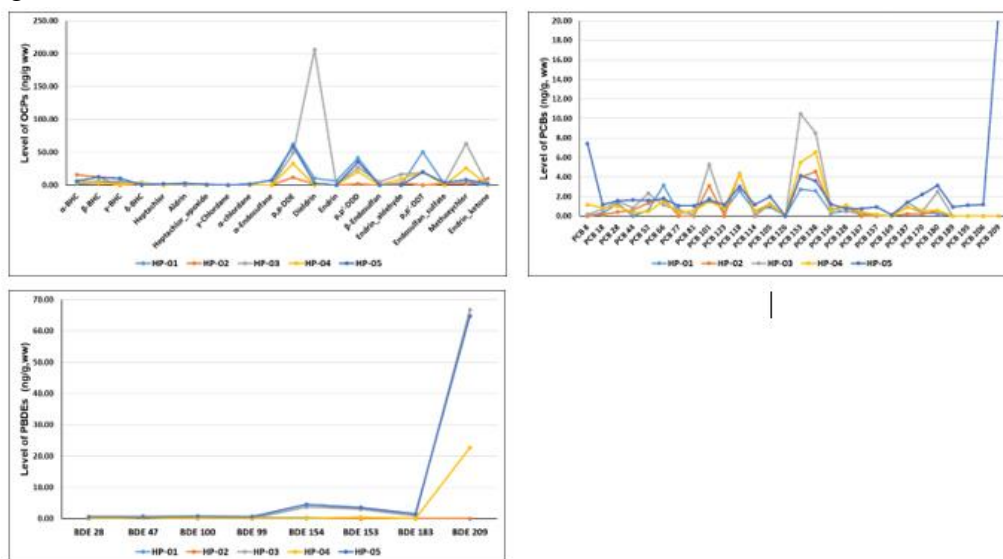 250.00
200.00
150.00
100.00
50.00
0.00
Level of OCPs (ng/g ww)
α-BHC
β-BHC
γ-BHC
δ-BHC
Heptachlor
Aldrin
Heptachlor_epoxide
γ-Chlordane
α-chlordane
α-Endosulfane
p,p'-DDE
Dieldrin
Endrin
p,p'-DDD
β-Endosulfan
Endrin_aldehyde
p,p'-DDT
Endosulfan_sulfate
Methoxychlor
Endrin_ketone
HP-01 HP-02 HP-03 HP-04 HP-05
20.00
18.00
16.00
14.00
12.00
10.00
8.00
6.00
4.00
2.00
0.00
Level of PCBs (ng/g, ww)
PCB 8
PCB 18
PCB 28
PCB 44
PCB 52
PCB 66
PCB 77
PCB 81
PCB 101
PCB 123
PCB 118
PCB 114
PCB 105
PCB 126
PCB 153
PCB 138
PCB 156
PCB 128
PCB 167
PCB 157
PCB 169
PCB 187
PCB 170
PCB 180
PCB 189
PCB 195
PCB 206
PCB 209
HP-01 HP-02 HP-03 HP-04 HP-05
70.00
60.00
50.00
40.00
30.00
20.00
10.00
0.00
Level of PBDEs (ng/g,ww)
BDE 28 BDE 47 BDE 100 BDE 99 BDE 154 BDE 153 BDE 183 BDE 209
HP-01 HP-02 HP-03 HP-04 HP-05